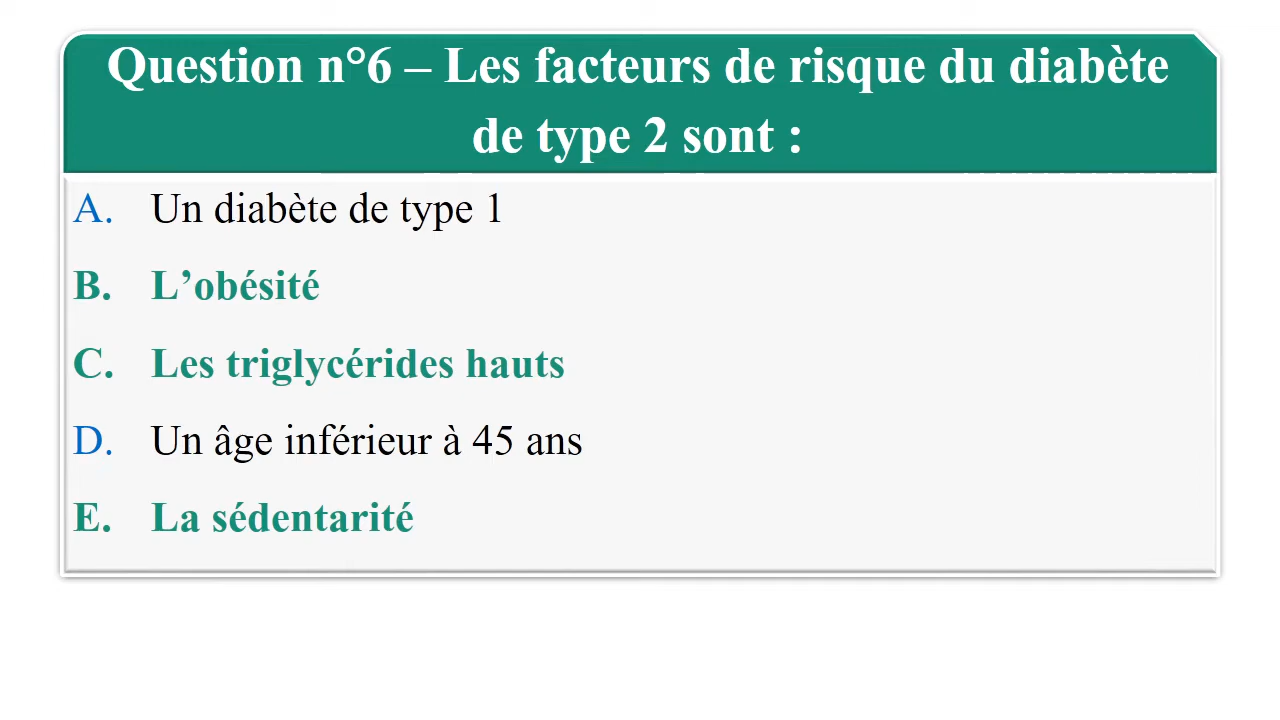 Question n°6 – Les facteurs de risque du diabète
de type 2 sont :
A. Un diabète de type 1
B. L’obésité
C. Les triglycérides hauts
D. Un âge inférieur à 45 ans
E. La sédentarité